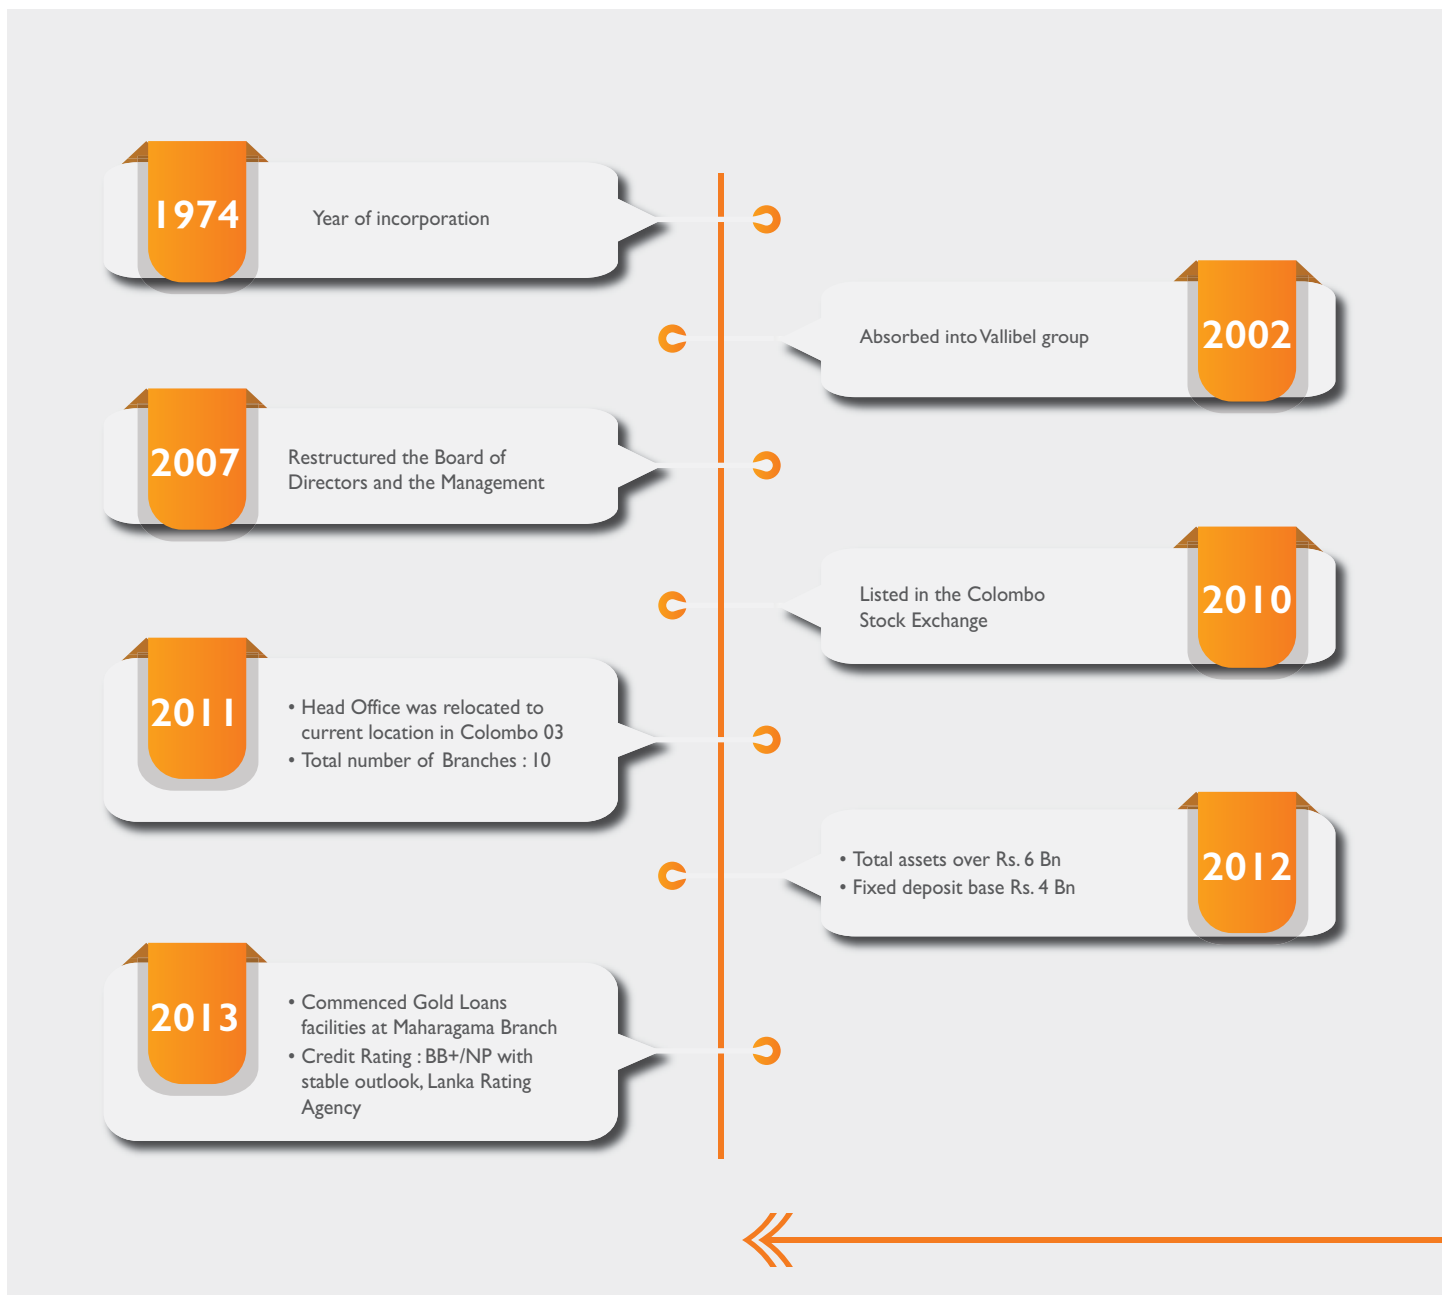 1974
Year of incorporation
2002
Absorbed into Vallibel group
2007
Restructured the Board of
Directors and the Management
2010
Listed in the Colombo
Stock Exchange
2011
• Head Office was relocated to
current location in Colombo 03
• Total number of Branches : 10
2012
• Total assets over Rs. 6 Bn
• Fixed deposit base Rs. 4 Bn
2013
• Commenced Gold Loans
facilities at Maharagama Branch
• Credit Rating : BB+/NP with
stable outlook, Lanka Rating
Agency